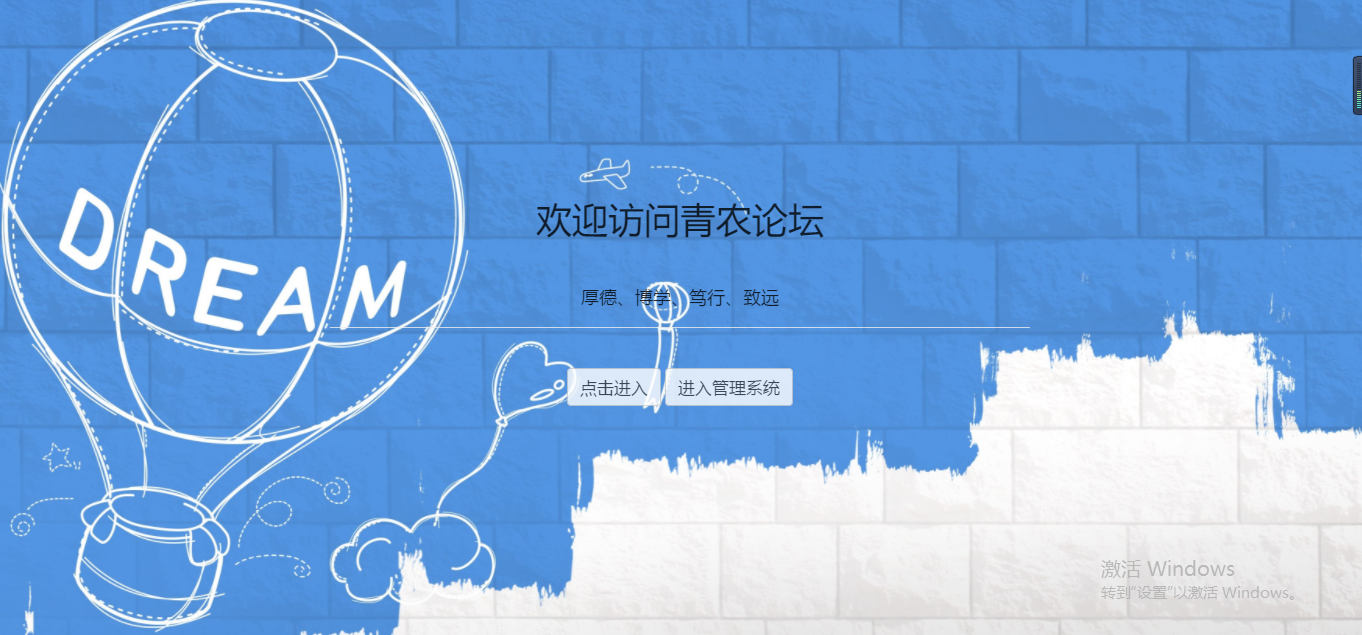 DREAM
欢迎访问青农论坛
厚德、博学、笃行、致远
点击进入 进入管理系统
激活 Windows
转到"设置"以激活 Windows。